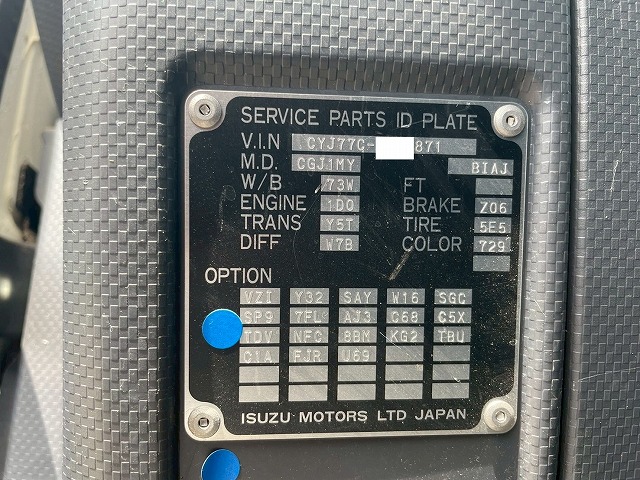 SERVICE PARTS ID PLATE
V.I.N CYJ77C- 871
M.D. CGJ1MY BIAJ
W/B 73W FT
ENGINE 1D0 BRAKE Z06
TRANS Y5T TIRE 5E5
DIFF W7B COLOR 729
OPTION
VZI Y32 SAY W16 SGC
SP9 7FL AJ3 C68 C5X
TDV NFC 8BN KG2 TBU
C1A FJR U69
ISUZU MOTORS LTD JAPAN